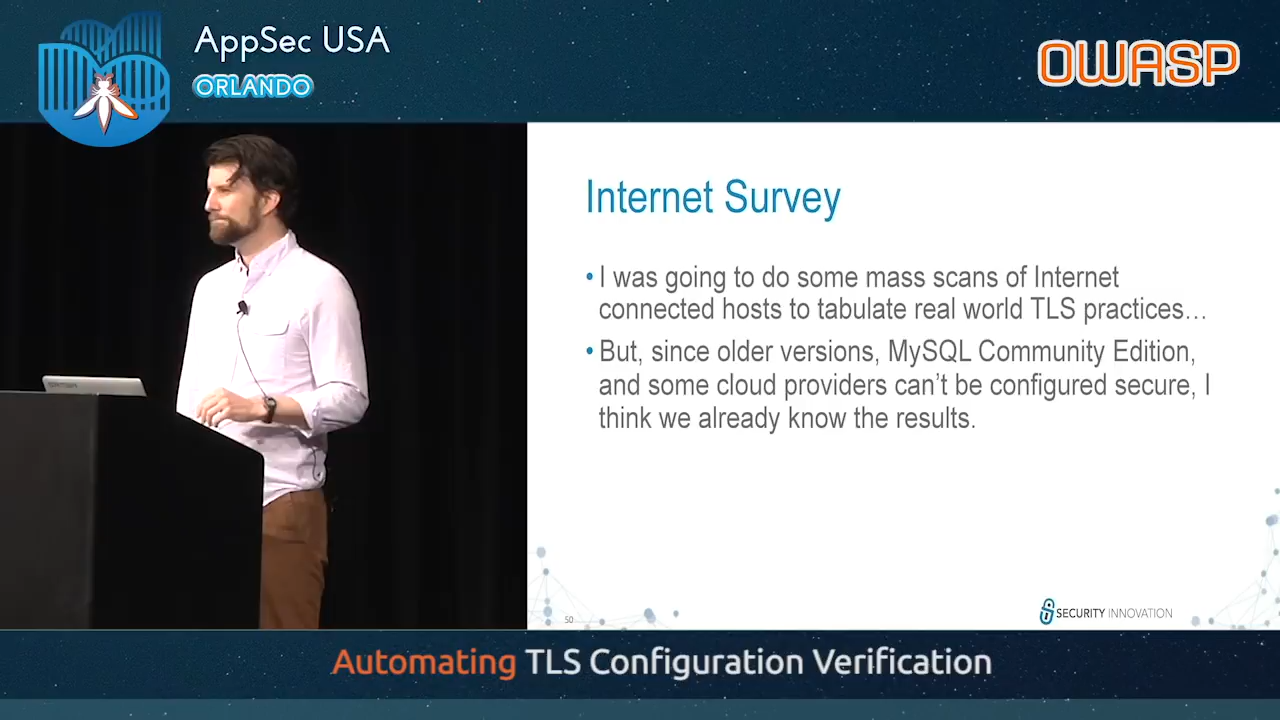 AppSec USA
ORLANDO
OWASP
Internet Survey
•I was going to do some mass scans of Internet
connected hosts to tabulate real world TLS practices…
•But, since older versions, MySQL Community Edition,
and some cloud providers can't be configured secure, I
think we already know the results.
50
SECURITY INNOVATION
Automating TLS Configuration Verification